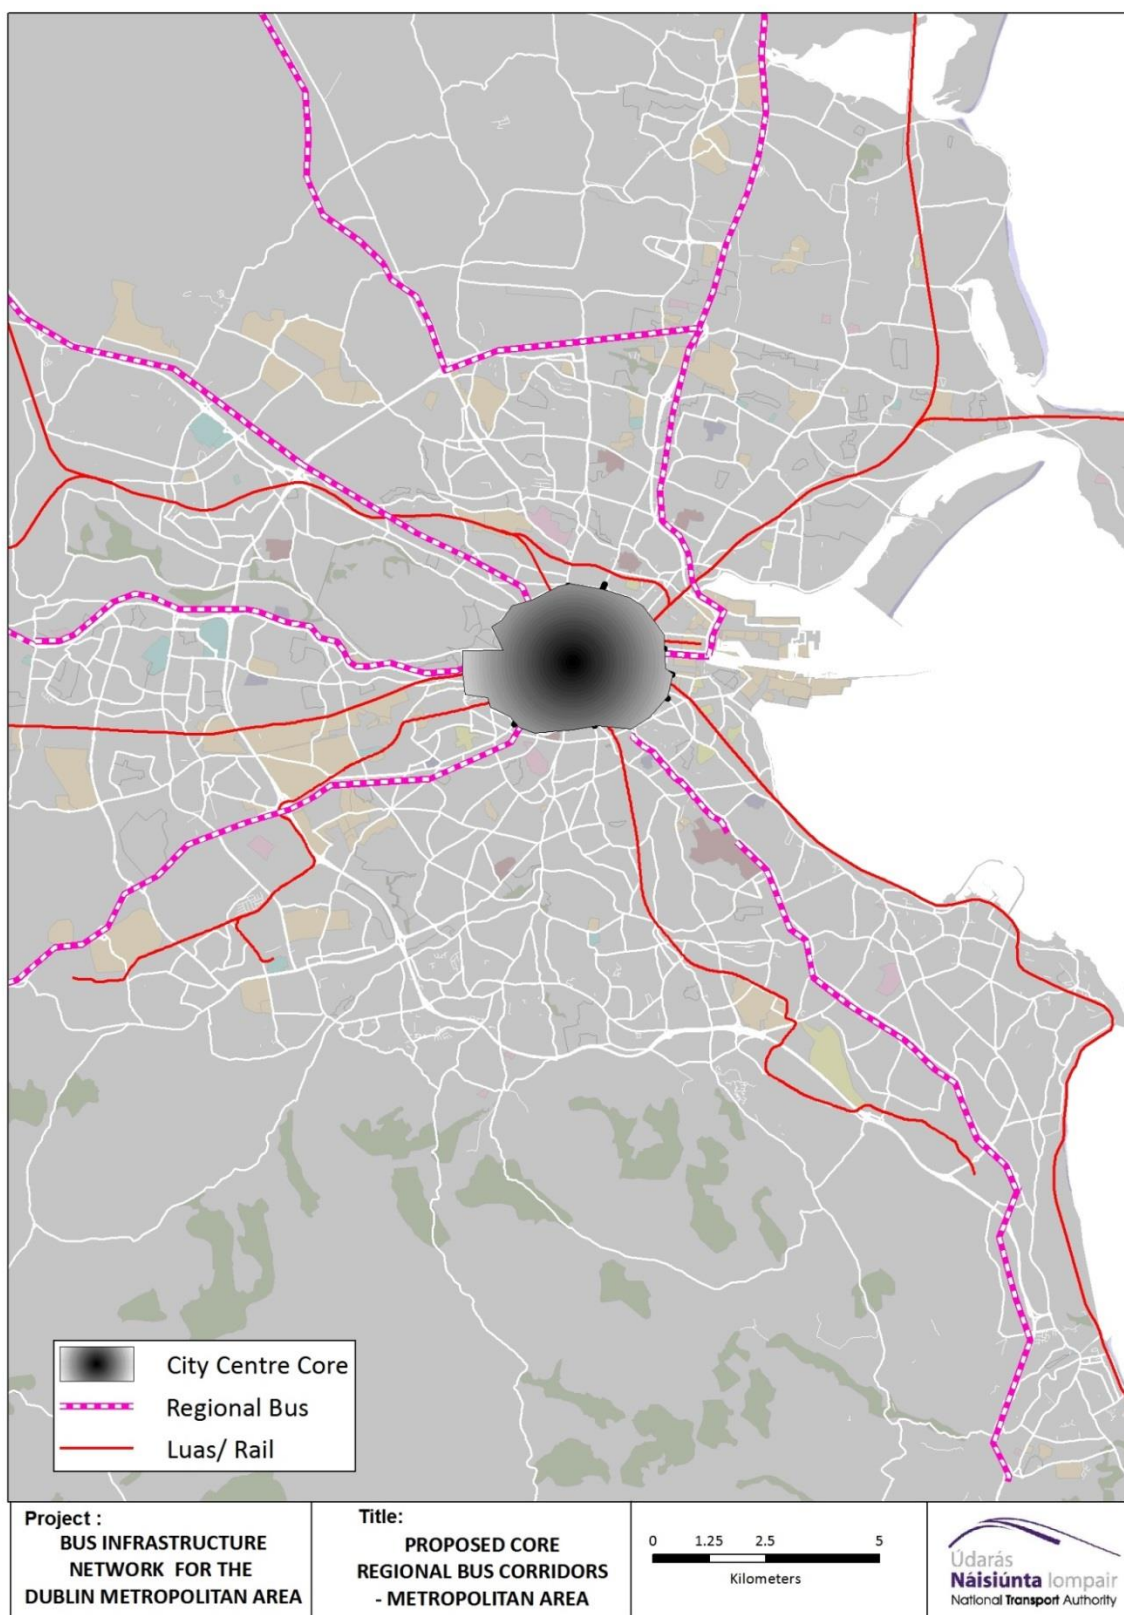 City Centre Core
Regional Bus
Luas/ Rail
Project :
BUS INFRASTRUCTURE
NETWORK FOR THE
DUBLIN METROPOLITAN AREA
Title:
PROPOSED CORE
REGIONAL BUS CORRIDORS
- METROPOLITAN AREA
0 1.25 2.5 5
Kilometers
Údarás
Náisiúnta Iompair
National Transport Authority